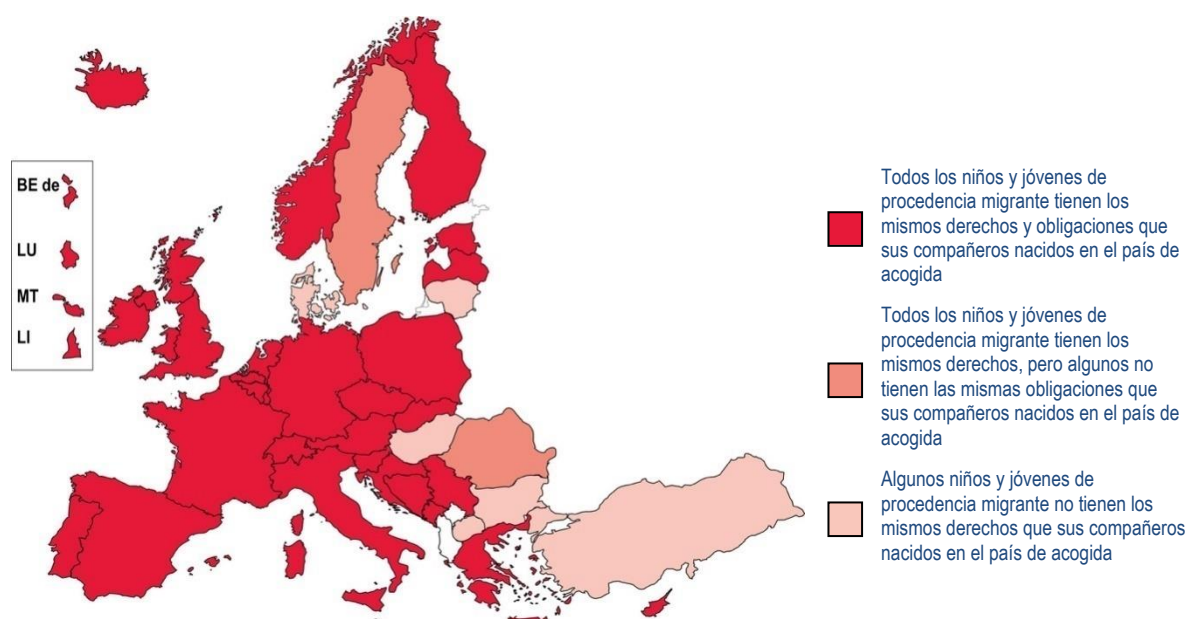 BE de
LU
MT
LI
Todos los niños y jóvenes de
procedencia migrante tienen los
mismos derechos y obligaciones que
sus compañeros nacidos en el país de
acogida
Todos los niños y jóvenes de
procedencia migrante tienen los
mismos derechos, pero algunos no
tienen las mismas obligaciones que
sus compañeros nacidos en el país de
acogida
Algunos niños y jóvenes de
procedencia migrante no tienen los
mismos derechos que sus compañeros
nacidos en el país de acogida